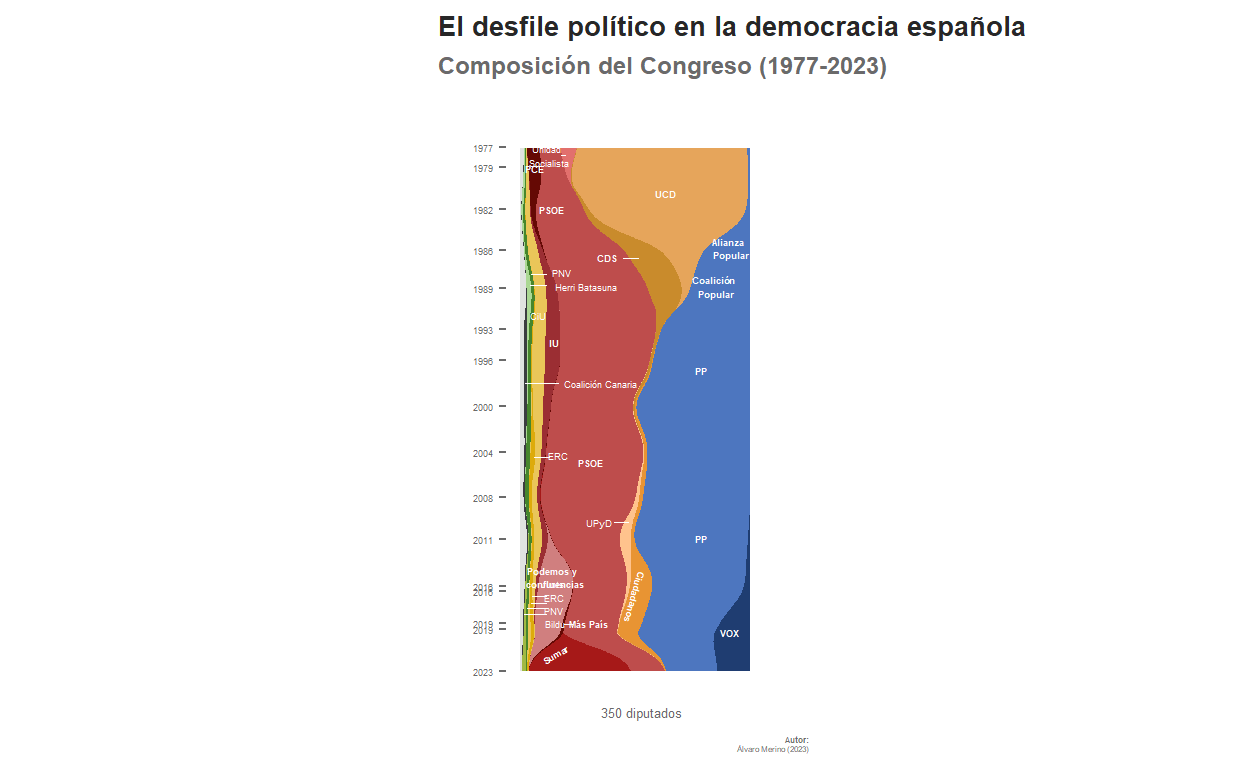 El desfile político en la democracia española
Composición del Congreso (1977-2023)
1977
Unidad
Socialista
1979
PCE
UCD
1982
PSOE
Alianza
Popular
1986
CDS
PNV
Coalición
Popular
1989
Herri Batasuna
CiU
1993
IU
1996
PP
Coalición Canaria
2000
2004
ERC
PSOE
2008
UPyD
2011
PP
Podemos y
confluencias
Ciudadanos
2016
2016
ERC
PNV
Bildu
Más País
2019
2019
VOX
Sumar
2023
350 diputados
Autor:
Álvaro Merino (2023)